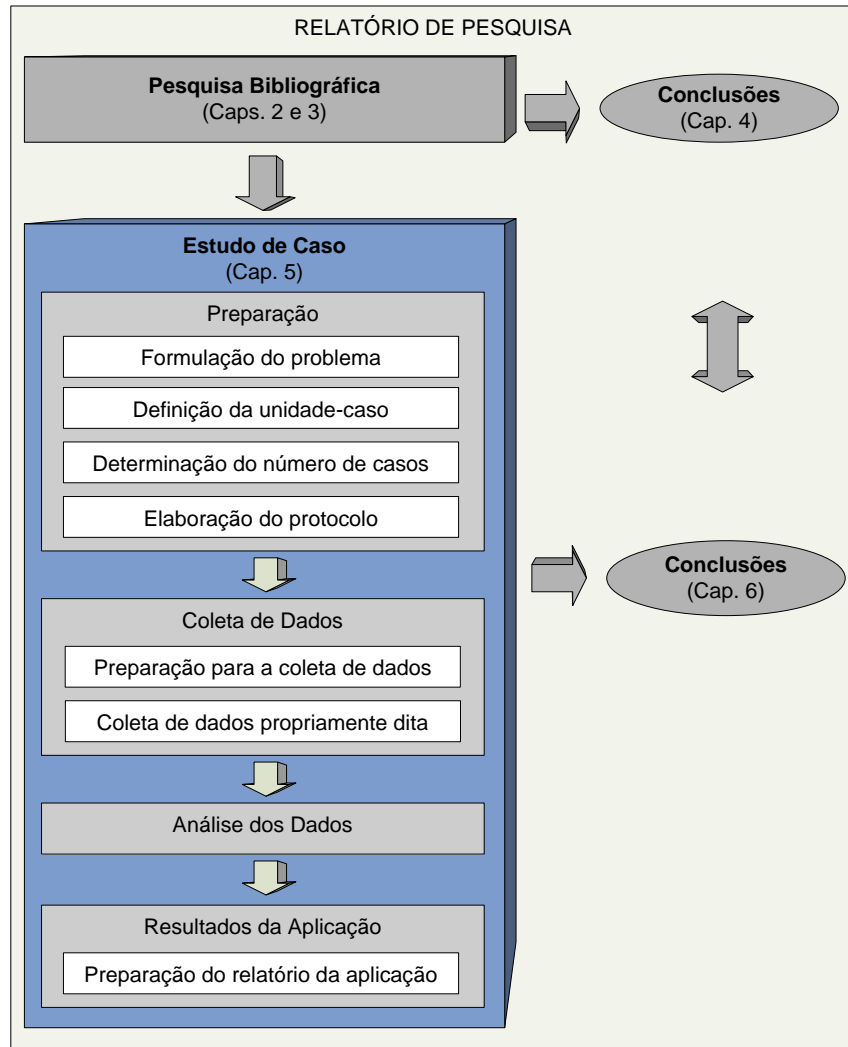 RELATÓRIO DE PESQUISA
Pesquisa Bibliográfica
(Caps. 2 e 3)
Conclusões
(Cap. 4)
Estudo de Caso
(Cap. 5)
Preparação
Formulação do problema
Definição da unidade-caso
Determinação do número de casos
Elaboração do protocolo
Conclusões
(Cap. 6)
Coleta de Dados
Preparação para a coleta de dados
Coleta de dados propriamente dita
Análise dos Dados
Resultados da Aplicação
Preparação do relatório da aplicação